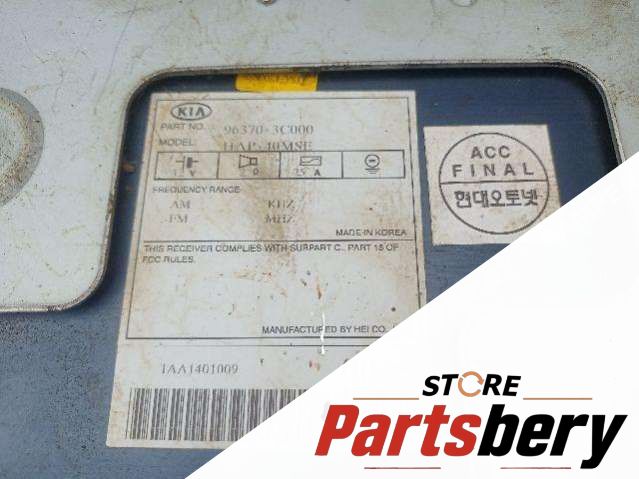 KIA
PART NO. 96370-3C000
MODEL: HAP-40MSE
12 V
25 A
FREQUENCY RANGE
AM KHZ
FM MHZ
MADE IN KOREA
THIS RECEIVER COMPLIES WITH SUBPART C, PART 15 OF
FCC RULES.
MANUFACTURED BY HEI CO.
IAA1401009
ACC
FINAL
현대오토넷
STORE
Partsbery